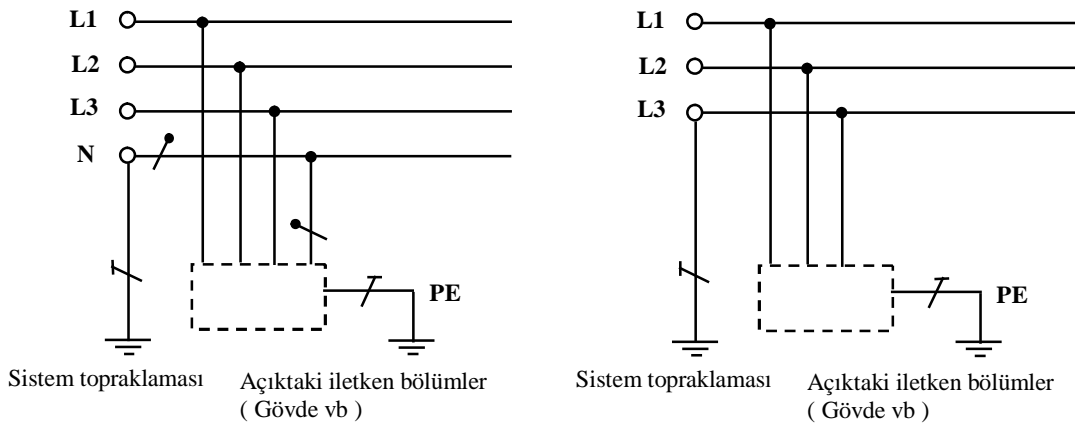 L1
L2
L3
N
PE
Sistem topraklaması
Açıktaki iletken bölümler
( Gövde vb )
L1
L2
L3
PE
Sistem topraklaması
Açıktaki iletken bölümler
( Gövde vb )